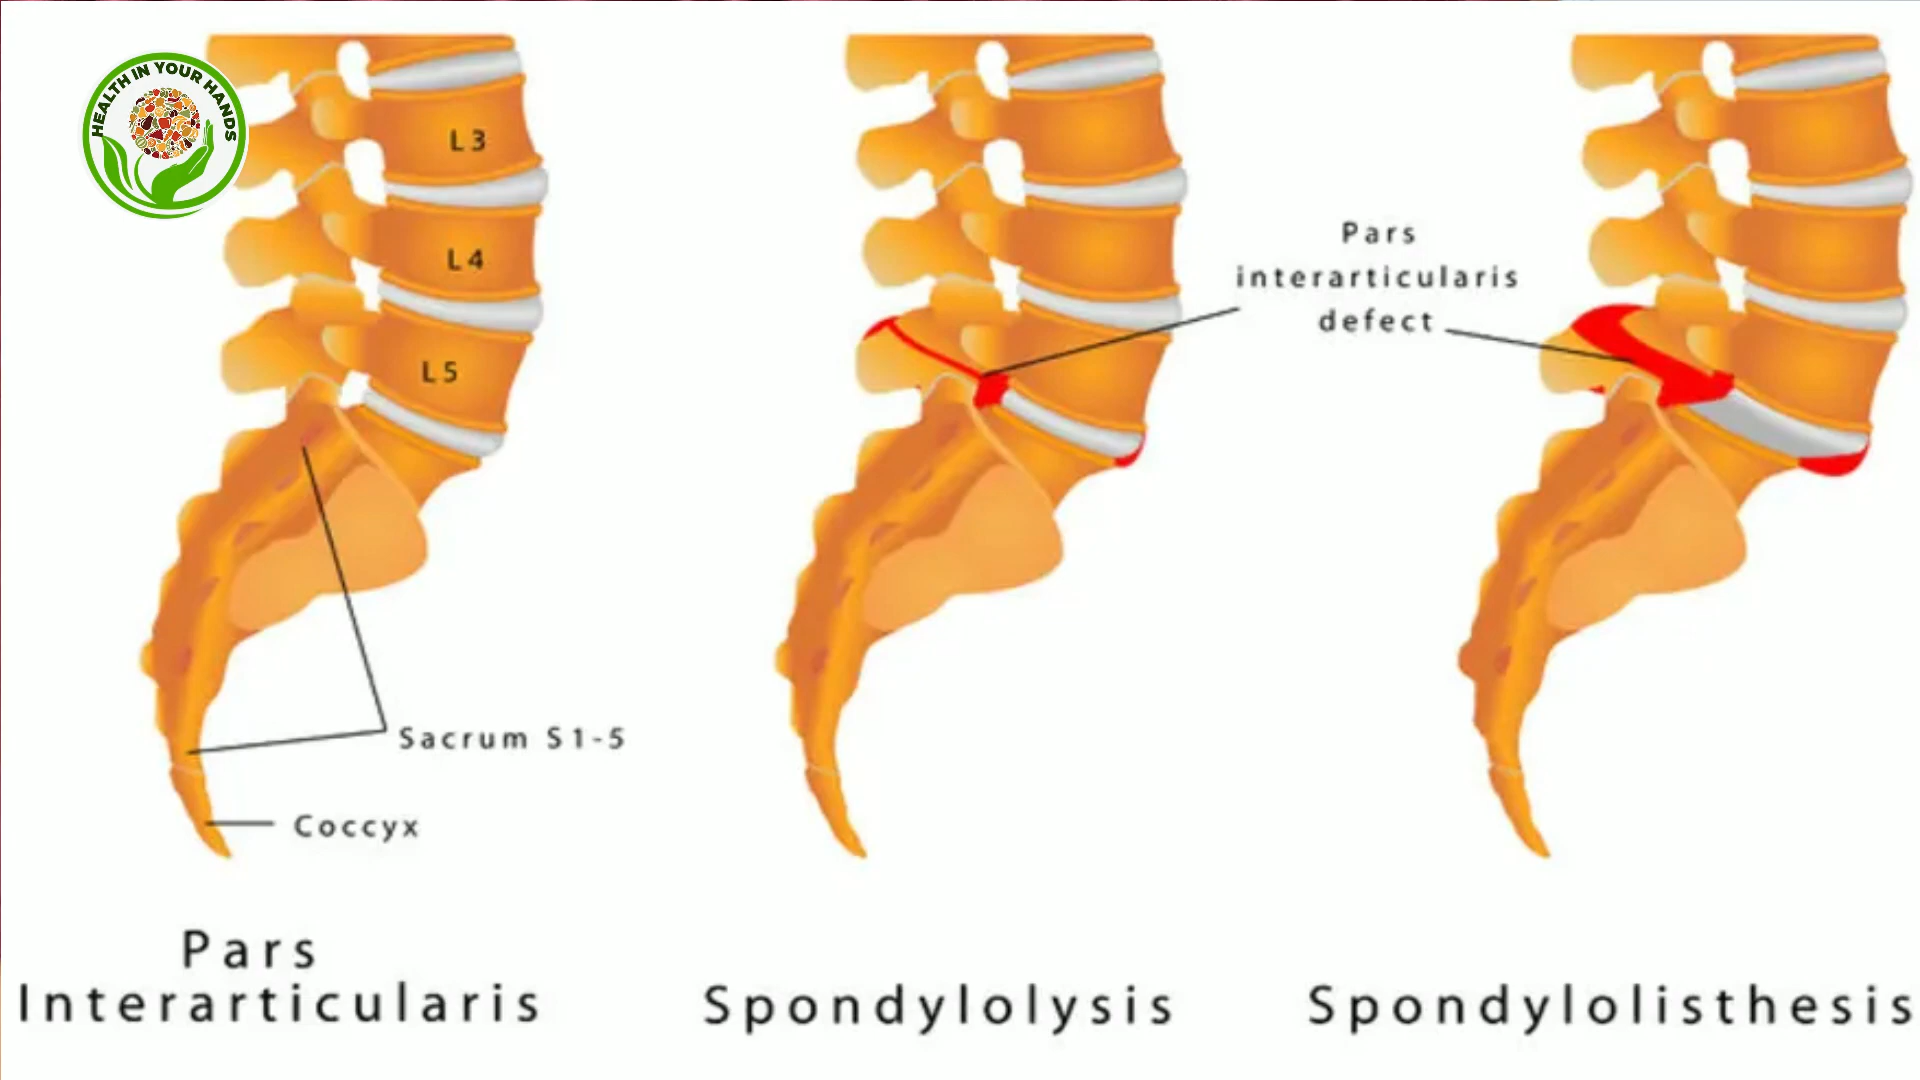 HEALTH IN YOUR HANDS
L3
L4
L5
Sacrum S1-5
Coccyx
Pars
interarticularis
defect
Pars
Interarticularis
Spondylolysis
Spondylolisthesis